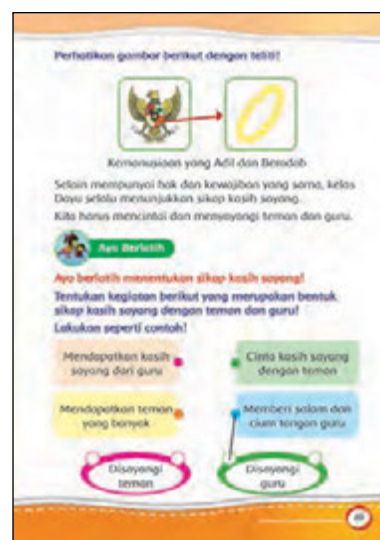 Perhatikan gambar berikut dengan teliti!
Kemanusiaan yang Adil dan Beradab
Selain mempunyai hak dan kewajiban yang sama, kelas
Dayu selalu menunjukkan sikap kasih sayang.
Kita harus mencintai dan menyayangi teman dan guru.
Ayo Berlatih
Ayo berlatih menentukan sikap kasih sayang!
Tentukan kegiatan berikut yang merupakan bentuk
sikap kasih sayang dengan teman dan guru!
Lakukan seperti contoh!
Mendapatkan kasih
sayang dari guru
Cinta kasih sayang
dengan teman
Mendapatkan teman
yang banyak
Memberi salam dan
cium tangan guru
Disayangi
teman
Disayangi
guru